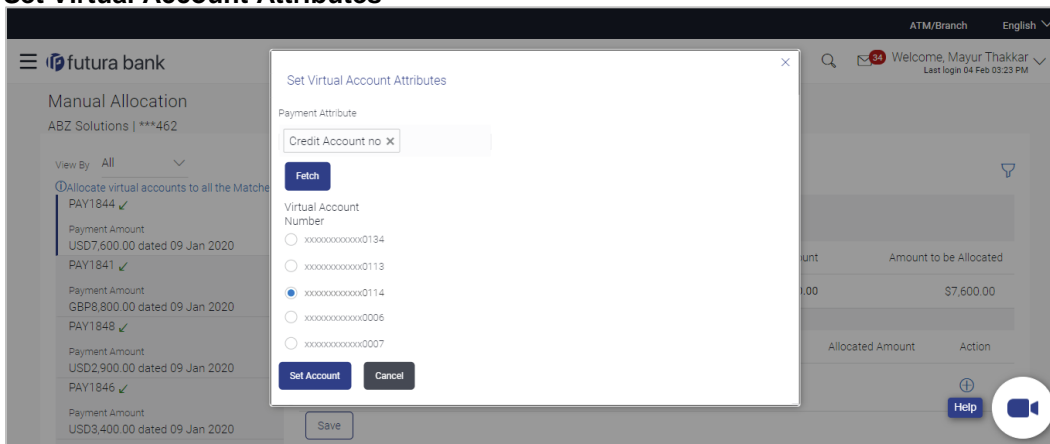 Set Virtual Account Attributes
ATM/Branch English
futura bank
34 Welcome, Mayur Thakkar
Last login 04 Feb 03:23 PM
Manual Allocation
ABZ Solutions | ***462
View By All
Allocate virtual accounts to all the Matche
PAY1844
Payment Amount
USD7,600.00 dated 09 Jan 2020
PAY1841
Payment Amount
GBP8,800.00 dated 09 Jan 2020
PAY1848
Payment Amount
USD2,900.00 dated 09 Jan 2020
PAY1846
Payment Amount
USD3,400.00 dated 09 Jan 2020
Set Virtual Account Attributes
Payment Attribute
Credit Account no
Fetch
Virtual Account
Number
xxxxxxxxxxxx0134
xxxxxxxxxxxx0113
xxxxxxxxxxxx0114
xxxxxxxxxxxx0006
xxxxxxxxxxxx0007
Set Account Cancel
Save
ount Amount to be Allocated
0.00 $7,600.00
Allocated Amount Action
Help